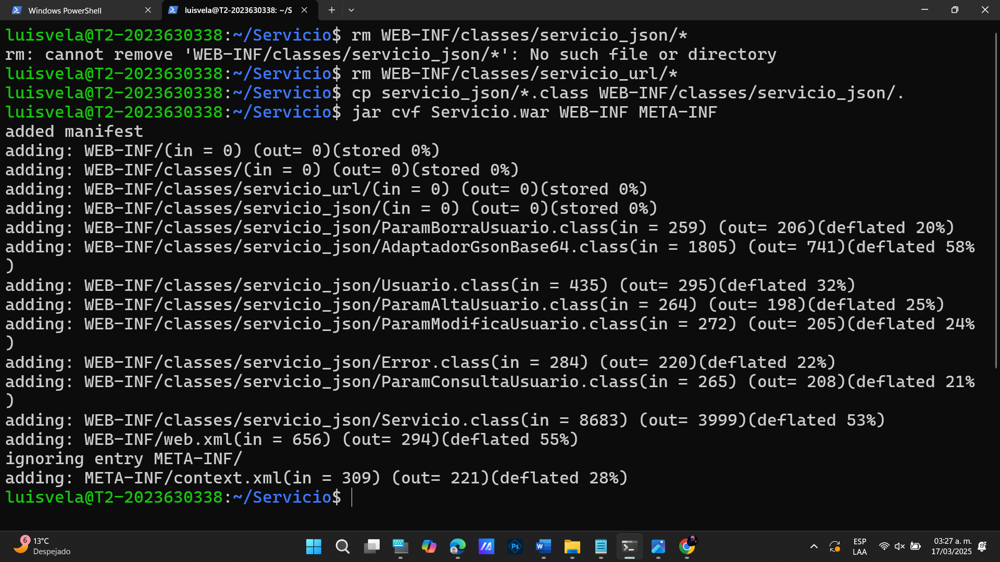 Windows PowerShell
luisvela@T2-2023630338: ~/S
luisvela@T2-2023630338:~/Servicio$ rm WEB-INF/classes/servicio_json/*
rm: cannot remove 'WEB-INF/classes/servicio_json/*': No such file or directory
luisvela@T2-2023630338:~/Servicio$ rm WEB-INF/classes/servicio_url/*
luisvela@T2-2023630338:~/Servicio$ cp servicio_json/*.class WEB-INF/classes/servicio_json/.
luisvela@T2-2023630338:~/Servicio$ jar cvf Servicio.war WEB-INF META-INF
added manifest
adding: WEB-INF/(in = 0) (out= 0)(stored 0%)
adding: WEB-INF/classes/(in = 0) (out= 0)(stored 0%)
adding: WEB-INF/classes/servicio_url/(in = 0) (out= 0)(stored 0%)
adding: WEB-INF/classes/servicio_json/(in = 0) (out= 0)(stored 0%)
adding: WEB-INF/classes/servicio_json/ParamBorraUsuario.class(in = 259) (out= 206)(deflated 20%)
adding: WEB-INF/classes/servicio_json/AdaptadorGsonBase64.class(in = 1805) (out= 741)(deflated 58%
)
adding: WEB-INF/classes/servicio_json/Usuario.class(in = 435) (out= 295)(deflated 32%)
adding: WEB-INF/classes/servicio_json/ParamAltaUsuario.class(in = 264) (out= 198)(deflated 25%)
adding: WEB-INF/classes/servicio_json/ParamModificaUsuario.class(in = 272) (out= 205)(deflated 24%
)
adding: WEB-INF/classes/servicio_json/Error.class(in = 284) (out= 220)(deflated 22%)
adding: WEB-INF/classes/servicio_json/ParamConsultaUsuario.class(in = 265) (out= 208)(deflated 21%
)
adding: WEB-INF/classes/servicio_json/Servicio.class(in = 8683) (out= 3999)(deflated 53%)
adding: WEB-INF/web.xml(in = 656) (out= 294)(deflated 55%)
ignoring entry META-INF/
adding: META-INF/context.xml(in = 309) (out= 221)(deflated 28%)
luisvela@T2-2023630338:~/Servicio$
6
13°C
Despejado
Ps
W
ESP
LAA
03:27 a. m.
17/03/2025